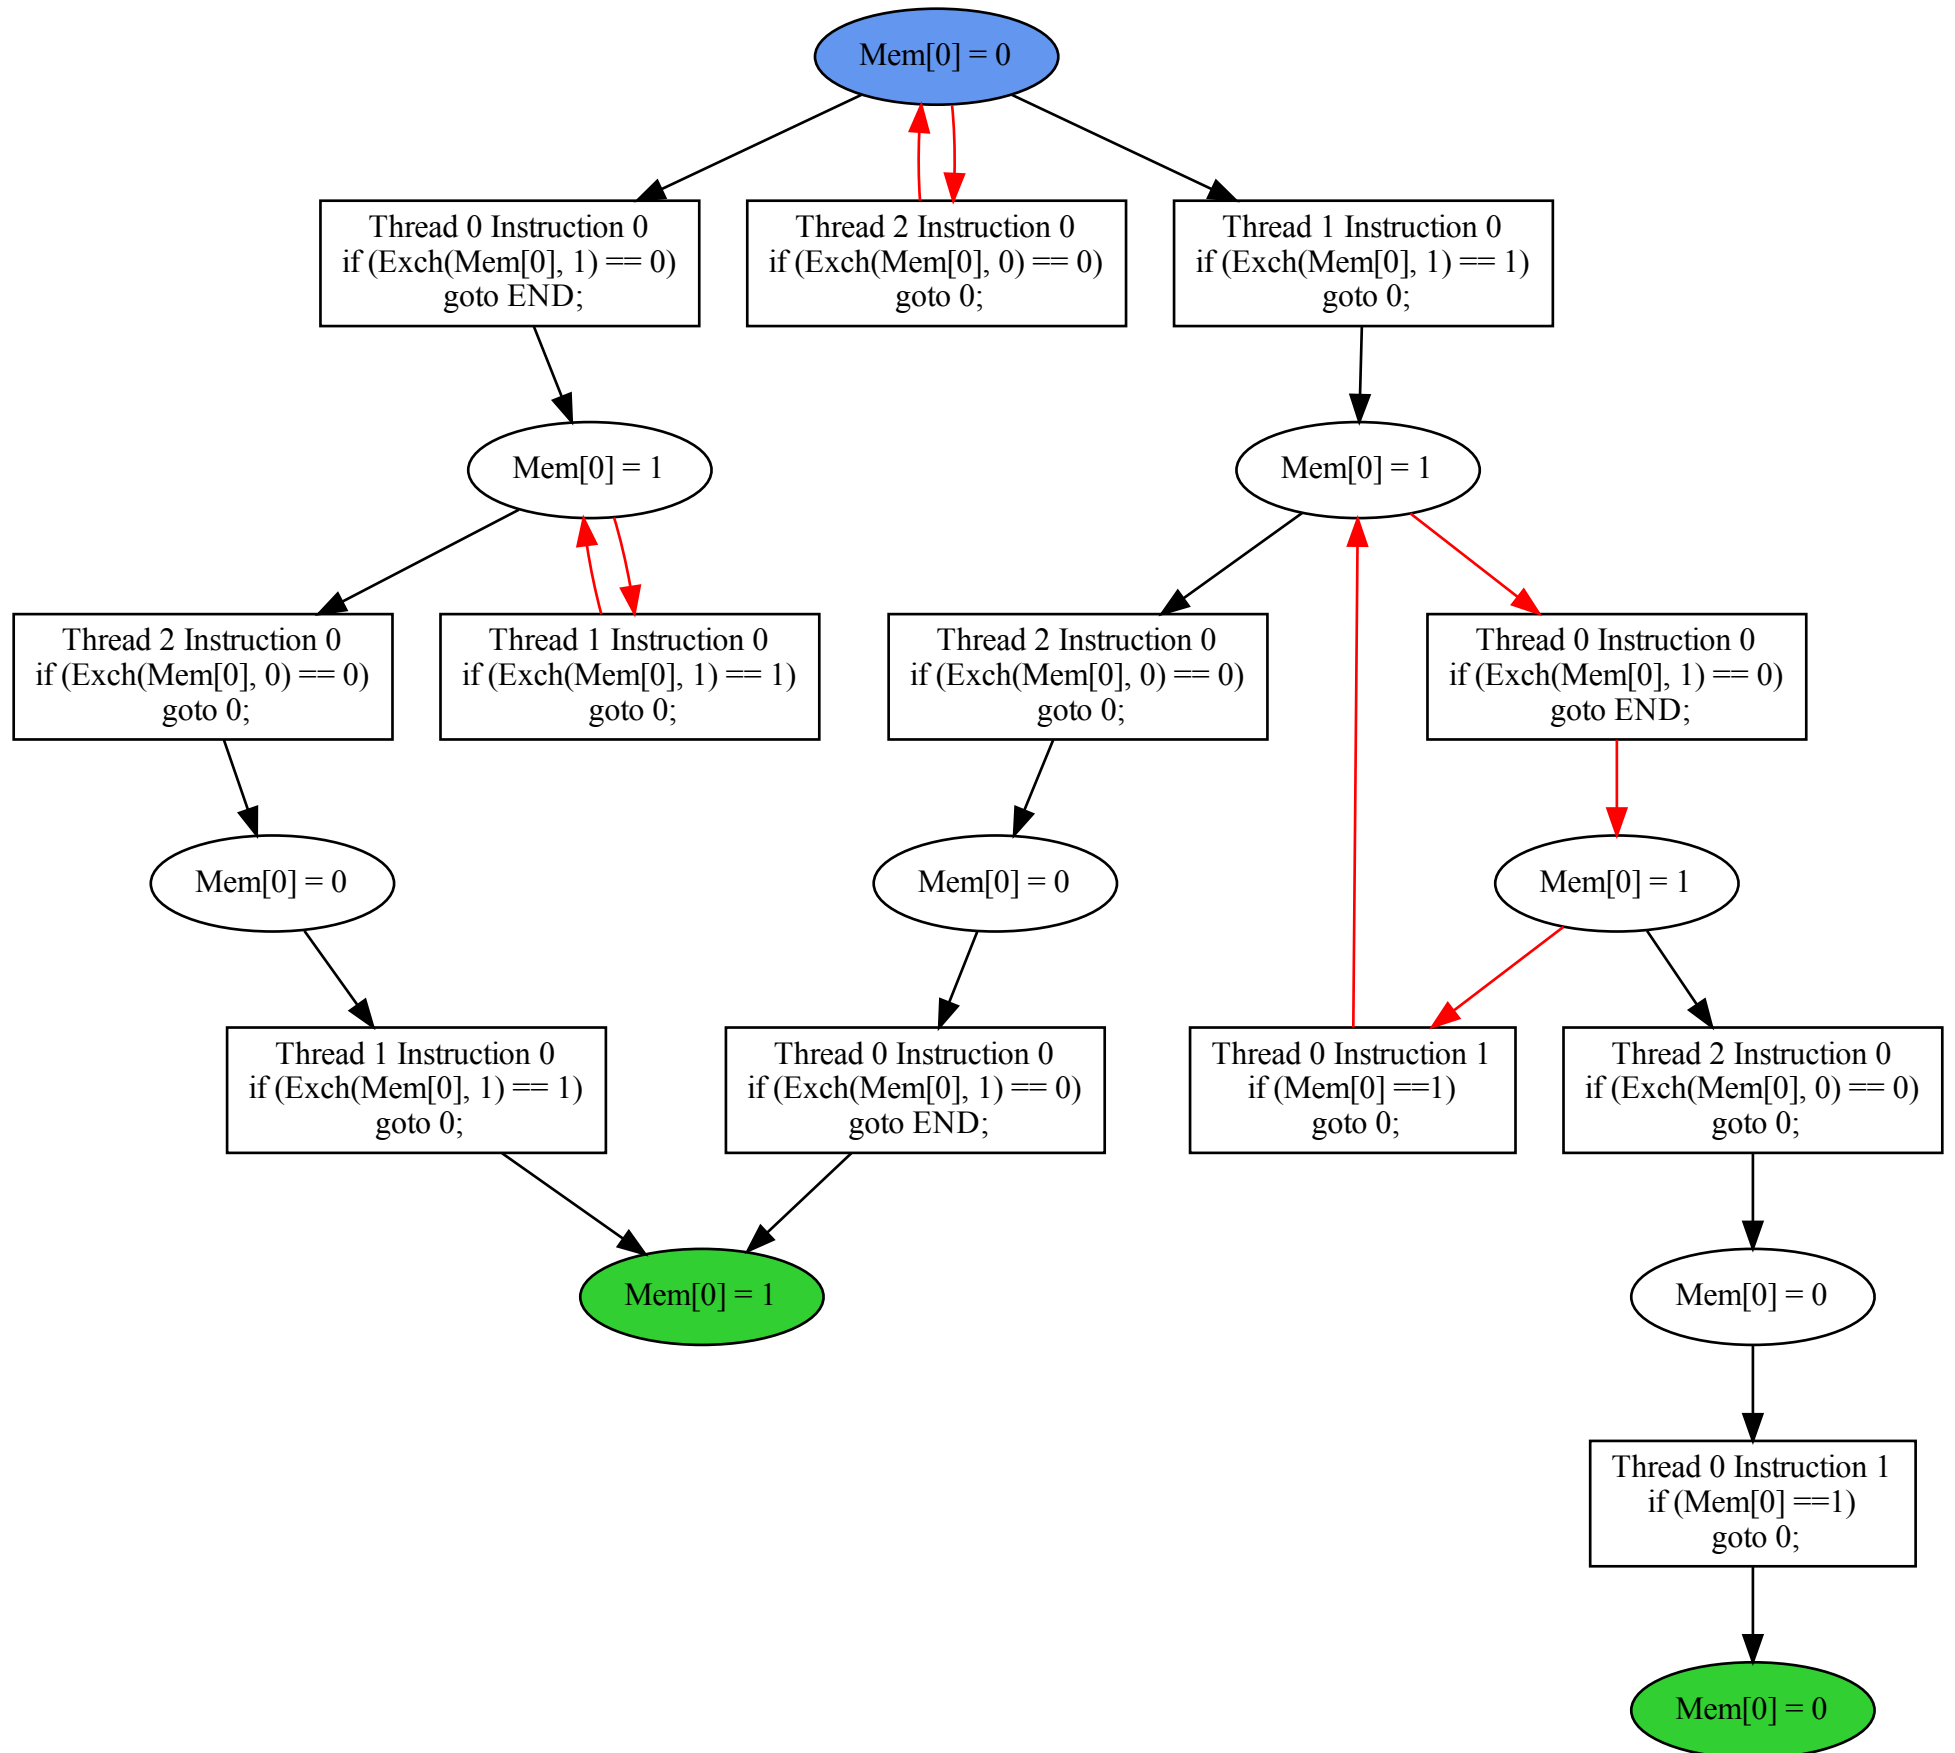 Mem[0] = 0
Thread 0 Instruction 0
if (Exch(Mem[0], 1) == 0)
goto END;
Thread 2 Instruction 0
if (Exch(Mem[0], 0) == 0)
goto 0;
Thread 1 Instruction 0
if (Exch(Mem[0], 1) == 1)
goto 0;
Mem[0] = 1
Mem[0] = 1
Thread 2 Instruction 0
if (Exch(Mem[0], 0) == 0)
goto 0;
Thread 1 Instruction 0
if (Exch(Mem[0], 1) == 1)
goto 0;
Thread 2 Instruction 0
if (Exch(Mem[0], 0) == 0)
goto 0;
Thread 0 Instruction 0
if (Exch(Mem[0], 1) == 0)
goto END;
Mem[0] = 0
Mem[0] = 0
Mem[0] = 1
Thread 1 Instruction 0
if (Exch(Mem[0], 1) == 1)
goto 0;
Thread 0 Instruction 0
if (Exch(Mem[0], 1) == 0)
goto END;
Thread 0 Instruction 1
if (Mem[0] ==1)
goto 0;
Thread 2 Instruction 0
if (Exch(Mem[0], 0) == 0)
goto 0;
Mem[0] = 1
Mem[0] = 0
Thread 0 Instruction 1
if (Mem[0] ==1)
goto 0;
Mem[0] = 0